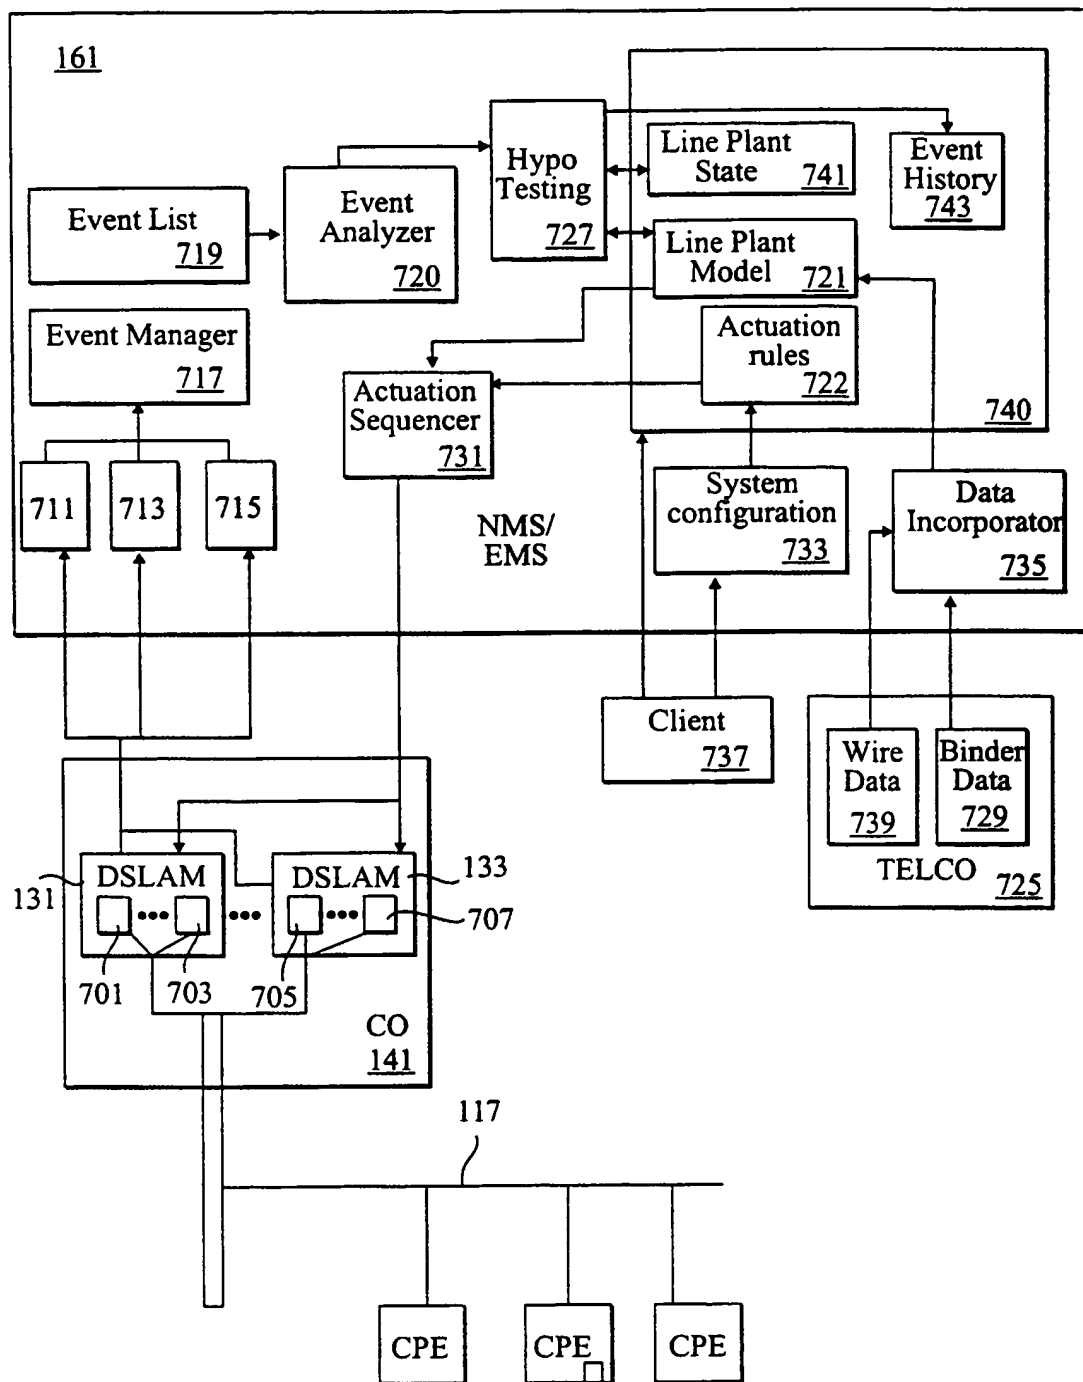 161
Event List
719
Event
Analyzer
720
Hypo
Testing
727
Line Plant
State
741
Event
History
743
Line Plant
Model
721
Actuation
rules
722
740
Event Manager
717
Actuation
Sequencer
731
711
713
715
NMS/
EMS
System
configuration
733
Data
Incorporator
735
Client
737
Wire
Data
739
Binder
Data
729
TELCO
725
DSLAM
131
DSLAM
133
701
703
705
707
CO
141
117
CPE
CPE
CPE